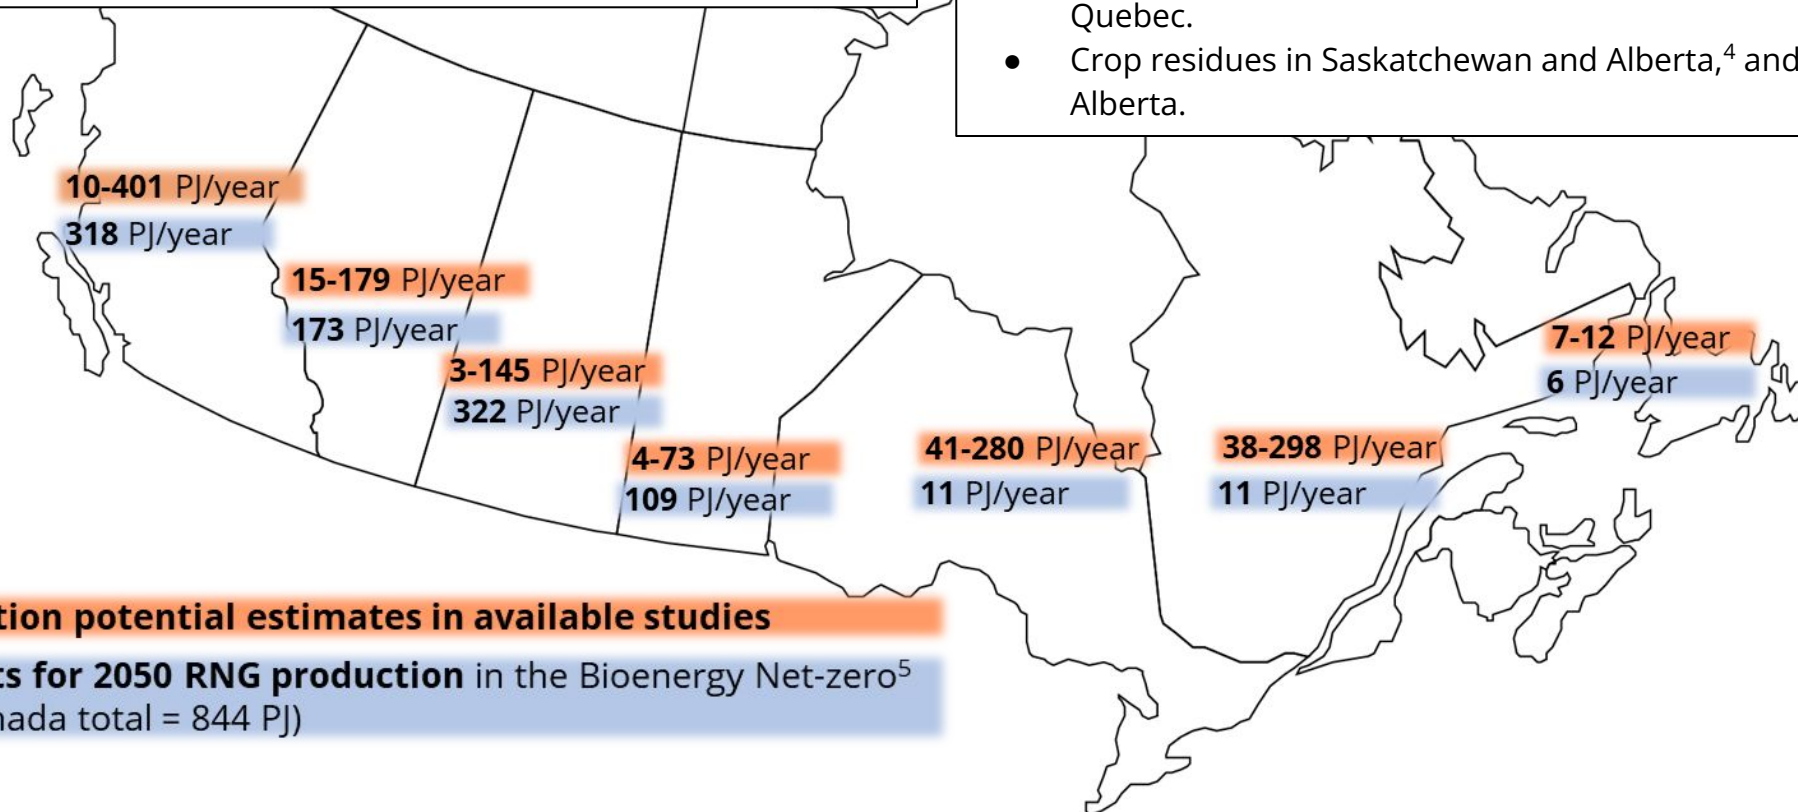 Quebec.
● Crop residues in Saskatchewan and Alberta,⁴ and
Alberta.
10-401 PJ/year
318 PJ/year
15-179 PJ/year
173 PJ/year
3-145 PJ/year
322 PJ/year
4-73 PJ/year
109 PJ/year
41-280 PJ/year
11 PJ/year
38-298 PJ/year
11 PJ/year
7-12 PJ/year
6 PJ/year
tion potential estimates in available studies
ts for 2050 RNG production in the Bioenergy Net-zero⁵
nada total = 844 PJ)